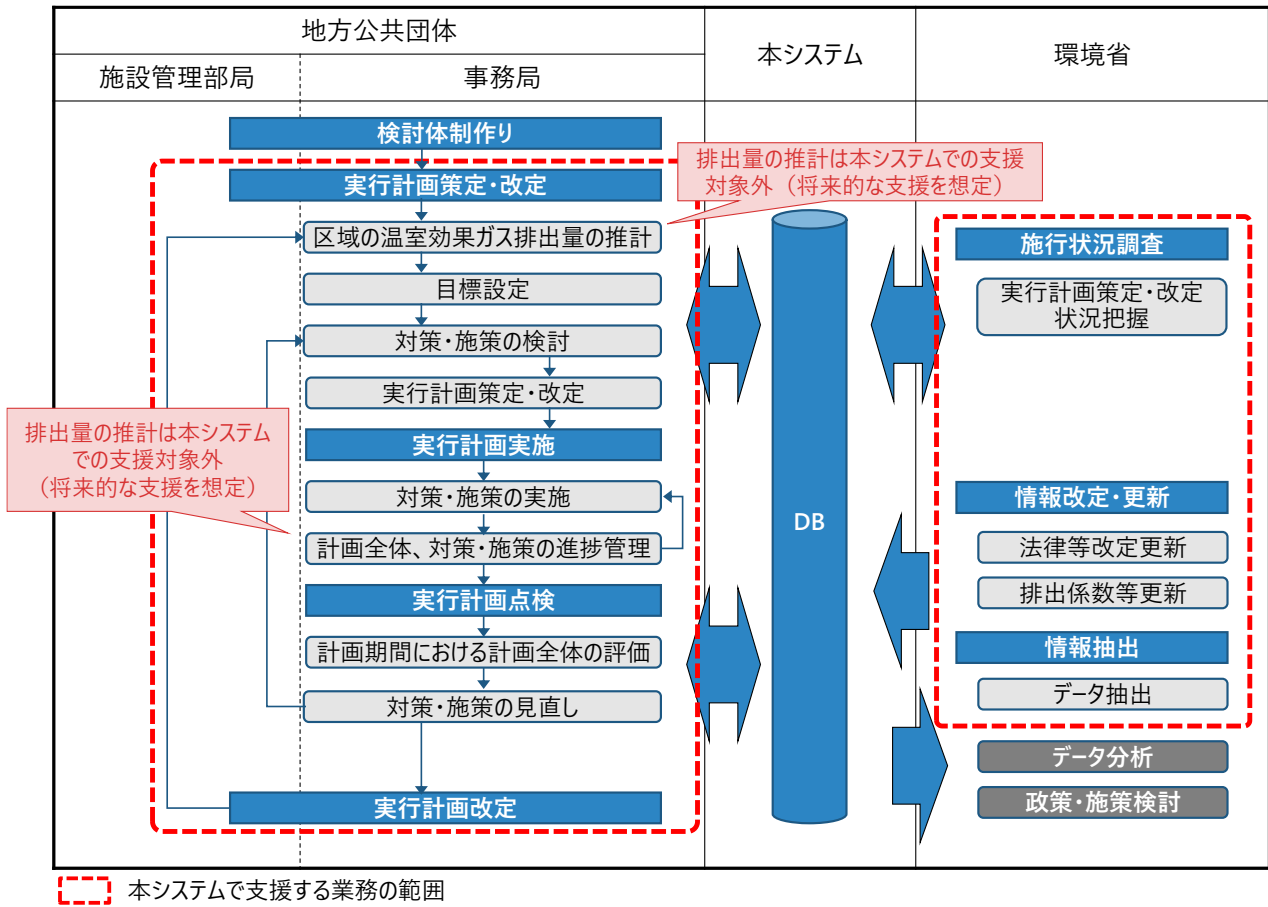 地方公共団体
本システム
環境省
施設管理部局
事務局
検討体制作り
実行計画策定・改定
排出量の推計は本システムでの支援
対象外（将来的な支援を想定）
区域の温室効果ガス排出量の推計
目標設定
対策・施策の検討
実行計画策定・改定
排出量の推計は本システム
での支援対象外
（将来的な支援を想定）
実行計画実施
対策・施策の実施
計画全体、対策・施策の進捗管理
実行計画点検
計画期間における計画全体の評価
対策・施策の見直し
実行計画改定
DB
施行状況調査
実行計画策定・改定
状況把握
情報改定・更新
法律等改定更新
排出係数等更新
情報抽出
データ抽出
データ分析
政策・施策検討
本システムで支援する業務の範囲